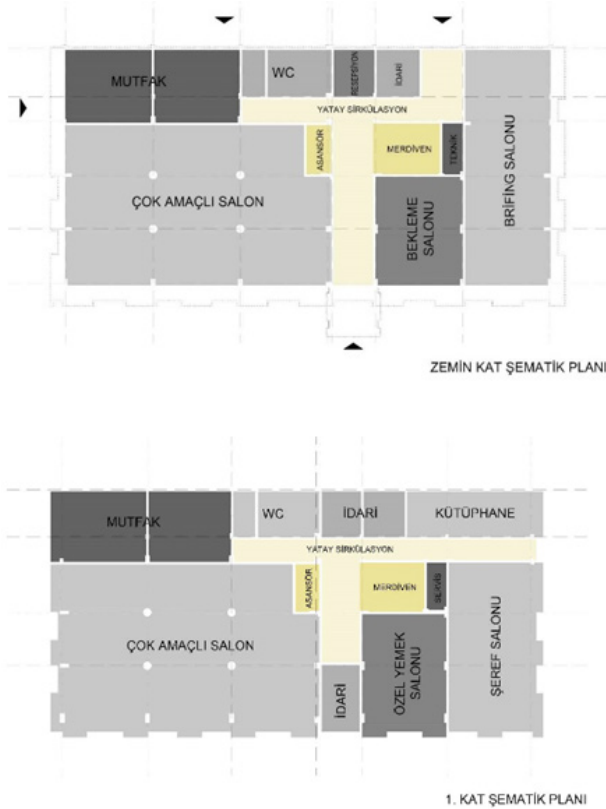 MUTFAK
WC
RESEPSİYON
İDARİ
YATAY SİRKÜLASYON
ASANSÖR
MERDİVEN
TEKNİK
BRİFİNG SALONU
ÇOK AMAÇLI SALON
BEKLEME
SALONU
ZEMİN KAT ŞEMATİK PLANI
MUTFAK
WC
İDARİ
KÜTÜPHANE
YATAY SİRKÜLASYON
ASANSÖR
MERDİVEN
SERVİS
ÇOK AMAÇLI SALON
İDARİ
ÖZEL YEMEK
SALONU
ŞEREF SALONU
1. KAT ŞEMATİK PLANI